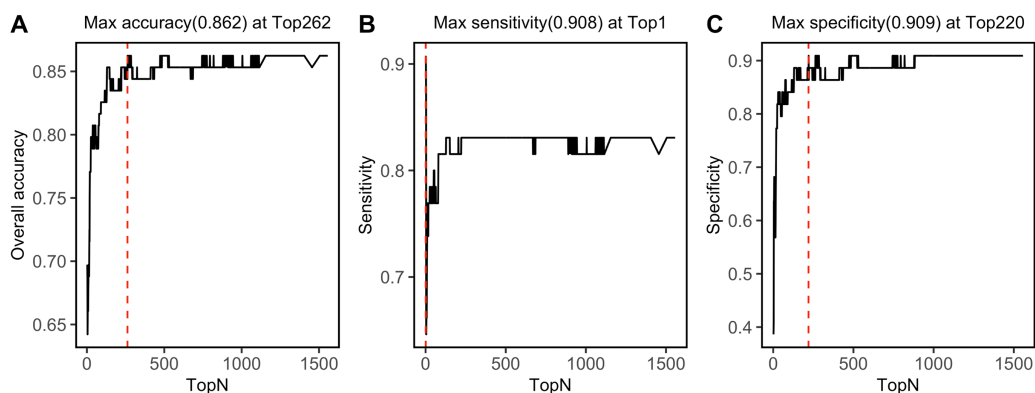 A
Max accuracy(0.862) at Top262
Overall accuracy
0.85
0.80
0.75
0.70
0.65
0
500
1000
1500
TopN
B
Max sensitivity(0.908) at Top1
Sensitivity
0.9
0.8
0.7
0
500
1000
1500
TopN
C
Max specificity(0.909) at Top220
Specificity
0.9
0.8
0.7
0.6
0.5
0.4
0
500
1000
1500
TopN